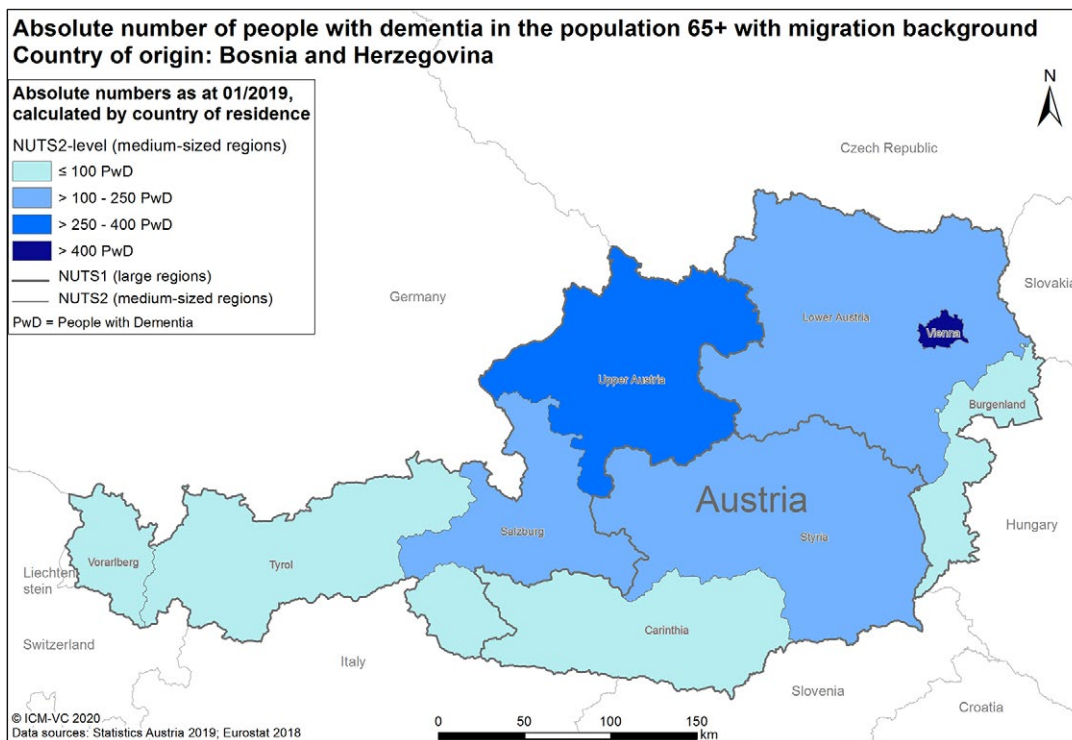 Absolute number of people with dementia in the population 65+ with migration background
Country of origin: Bosnia and Herzegovina
Absolute numbers as at 01/2019,
calculated by country of residence
NUTS2-level (medium-sized regions)
≤ 100 PwD
> 100 - 250 PwD
> 250 - 400 PwD
> 400 PwD
NUTS1 (large regions)
NUTS2 (medium-sized regions)
PwD = People with Dementia
N
Czech Republic
Slovakia
Germany
Lower Austria
Vienna
Upper Austria
Burgenland
Austria
Hungary
Salzburg
Styria
Vorarlberg
Tyrol
Liechten
stein
Carinthia
Switzerland
Italy
Slovenia
Croatia
© ICM-VC 2020
Data sources: Statistics Austria 2019; Eurostat 2018
0 50 100 150
km